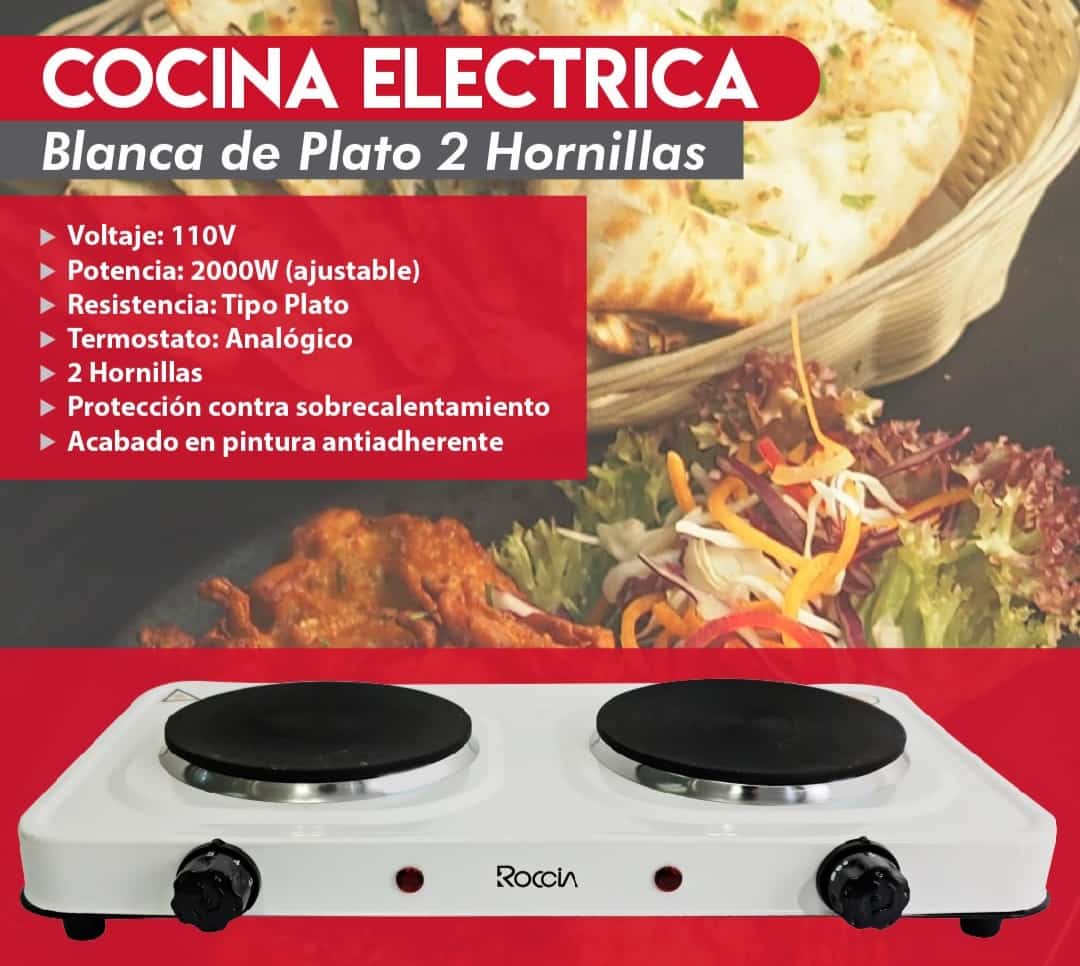 COCINA ELECTRICA
Blanca de Plato 2 Hornillas
Voltaje: 110V
Potencia: 2000W (ajustable)
Resistencia: Tipo Plato
Termostato: Analógico
2 Hornillas
Protección contra sobrecalentamiento
Acabado en pintura antiadherente
Roccia